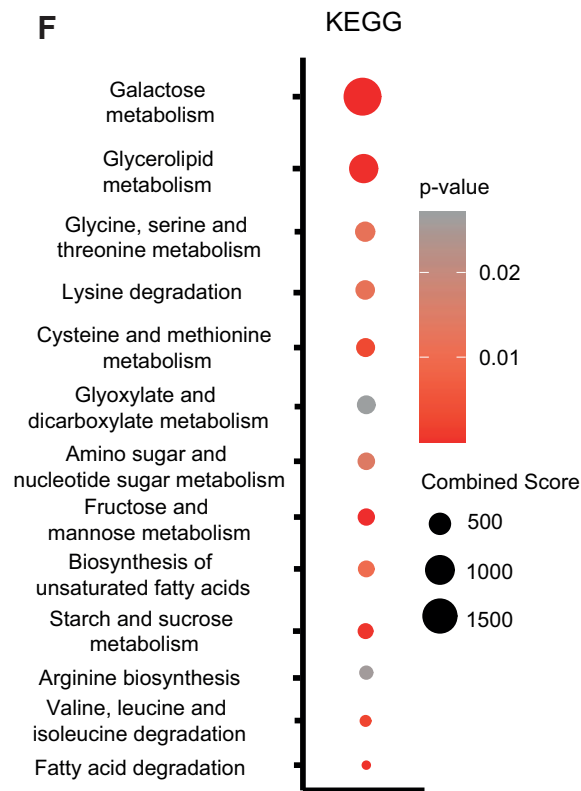 F
KEGG
Galactose
metabolism
Glycerolipid
metabolism
Glycine, serine and
threonine metabolism
Lysine degradation
Cysteine and methionine
metabolism
Glyoxylate and
dicarboxylate metabolism
Amino sugar and
nucleotide sugar metabolism
Fructose and
mannose metabolism
Biosynthesis of
unsaturated fatty acids
Starch and sucrose
metabolism
Arginine biosynthesis
Valine, leucine and
isoleucine degradation
Fatty acid degradation
p-value
0.02
0.01
Combined Score
500
1000
1500